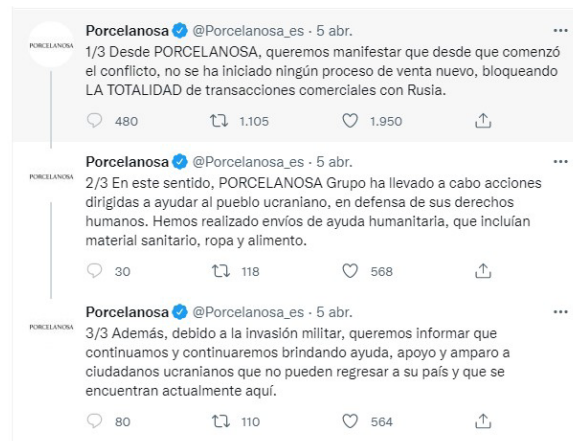 Porcelanosa @Porcelanosa_es · 5 abr.
PORCELANOSA
1/3 Desde PORCELANOSA, queremos manifestar que desde que comenzó
el conflicto, no se ha iniciado ningún proceso de venta nuevo, bloqueando
LA TOTALIDAD de transacciones comerciales con Rusia.
480 1.105 1.950
Porcelanosa @Porcelanosa_es · 5 abr.
PORCELANOSA
2/3 En este sentido, PORCELANOSA Grupo ha llevado a cabo acciones
dirigidas a ayudar al pueblo ucraniano, en defensa de sus derechos
humanos. Hemos realizado envíos de ayuda humanitaria, que incluían
material sanitario, ropa y alimento.
30 118 568
Porcelanosa @Porcelanosa_es · 5 abr.
PORCELANOSA
3/3 Además, debido a la invasión militar, queremos informar que
continuamos y continuaremos brindando ayuda, apoyo y amparo a
ciudadanos ucranianos que no pueden regresar a su país y que se
encuentran actualmente aquí.
80 110 564